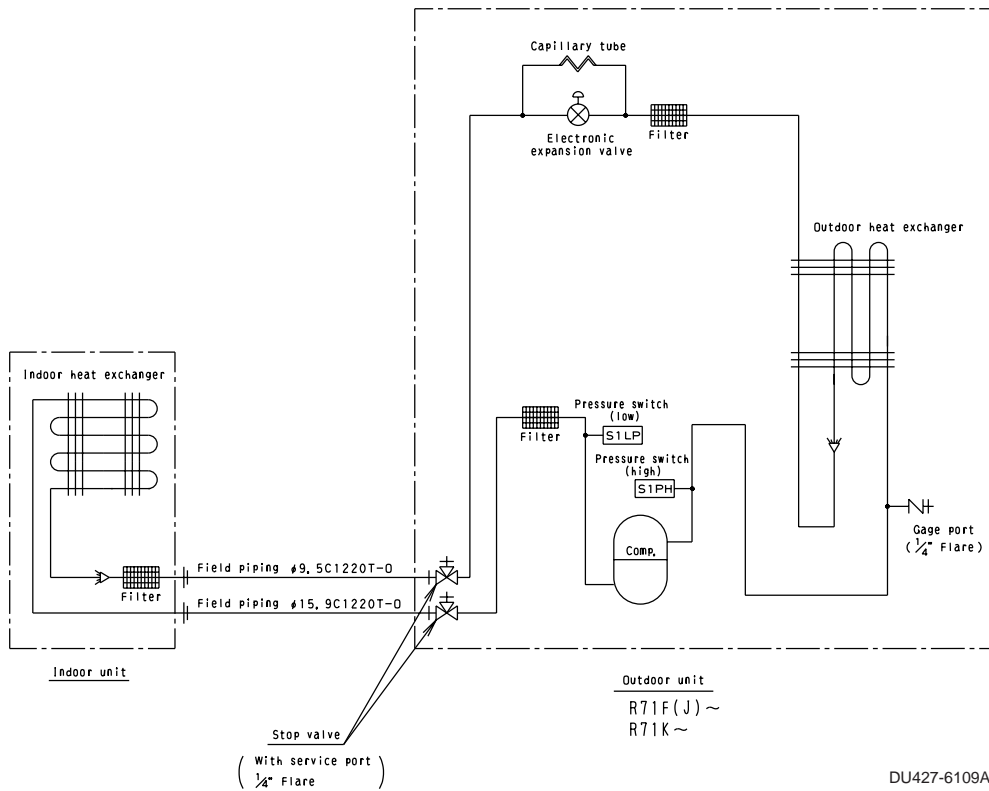 Capillary tube
Electronic
expansion valve
Filter
Outdoor heat exchanger
Indoor heat exchanger
Pressure switch
(low)
S1LP
Filter
Pressure switch
(high)
S1PH
Comp.
Gage port
(1/4" Flare)
Field piping ø9.5C1220T-O
Filter
Field piping ø15.9C1220T-O
Indoor unit
Outdoor unit
R71F(J)~
R71K~
Stop valve
(With service port
1/4" Flare)
DU427-6109A